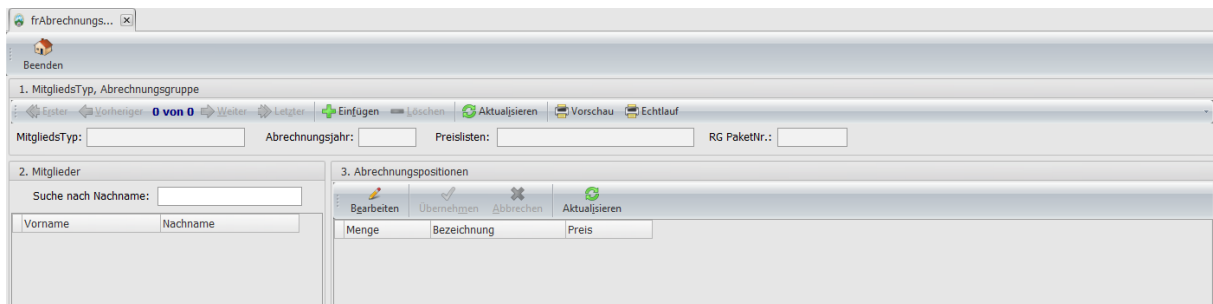 frAbrechnungs...
Beenden
1. MitgliedsTyp, Abrechnungsgruppe
Erster Vorheriger 0 von 0 Weiter Letzter Einfügen Löschen Aktualisieren Vorschau Echtlauf
MitgliedsTyp: Abrechnungsjahr: Preislisten: RG PaketNr.:
2. Mitglieder
Suche nach Nachname:
Vorname Nachname
3. Abrechnungspositionen
Bearbeiten Übernehmen Abbrechen Aktualisieren
Menge Bezeichnung Preis